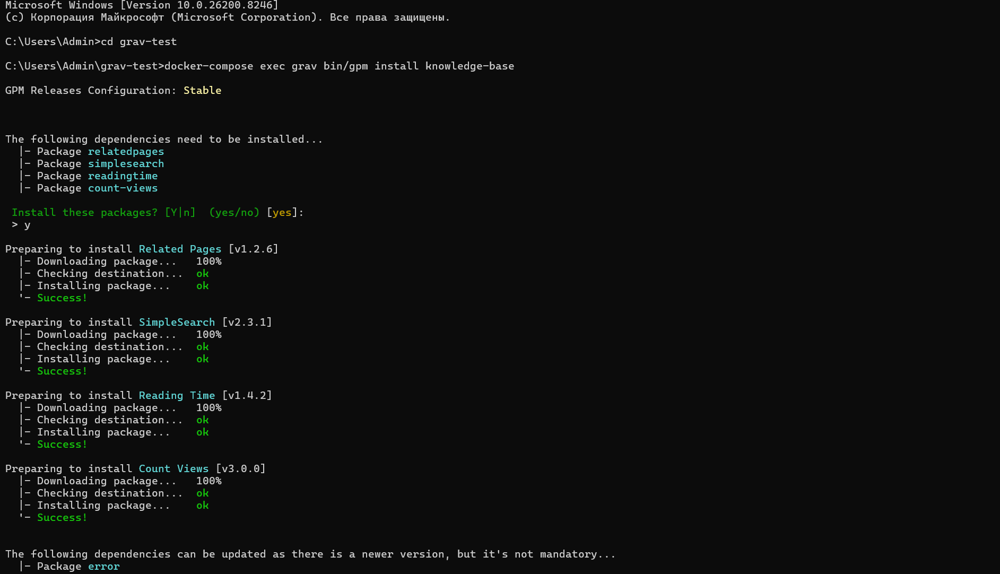 Microsoft Windows [Version 10.0.26200.8246]
(c) Корпорация Майкрософт (Microsoft Corporation). Все права защищены.
C:\Users\Admin>cd grav-test
C:\Users\Admin\grav-test>docker-compose exec grav bin/gpm install knowledge-base
GPM Releases Configuration: Stable
The following dependencies need to be installed...
|- Package relatedpages
|- Package simplesearch
|- Package readingtime
|- Package count-views
Install these packages? [Y|n]  (yes/no) [yes]:
> y
Preparing to install Related Pages [v1.2.6]
|- Downloading package...   100%
|- Checking destination...  ok
|- Installing package...    ok
'- Success!
Preparing to install SimpleSearch [v2.3.1]
|- Downloading package...   100%
|- Checking destination...  ok
|- Installing package...    ok
'- Success!
Preparing to install Reading Time [v1.4.2]
|- Downloading package...   100%
|- Checking destination...  ok
|- Installing package...    ok
'- Success!
Preparing to install Count Views [v3.0.0]
|- Downloading package...   100%
|- Checking destination...  ok
|- Installing package...    ok
'- Success!
The following dependencies can be updated as there is a newer version, but it's not mandatory...
|- Package error